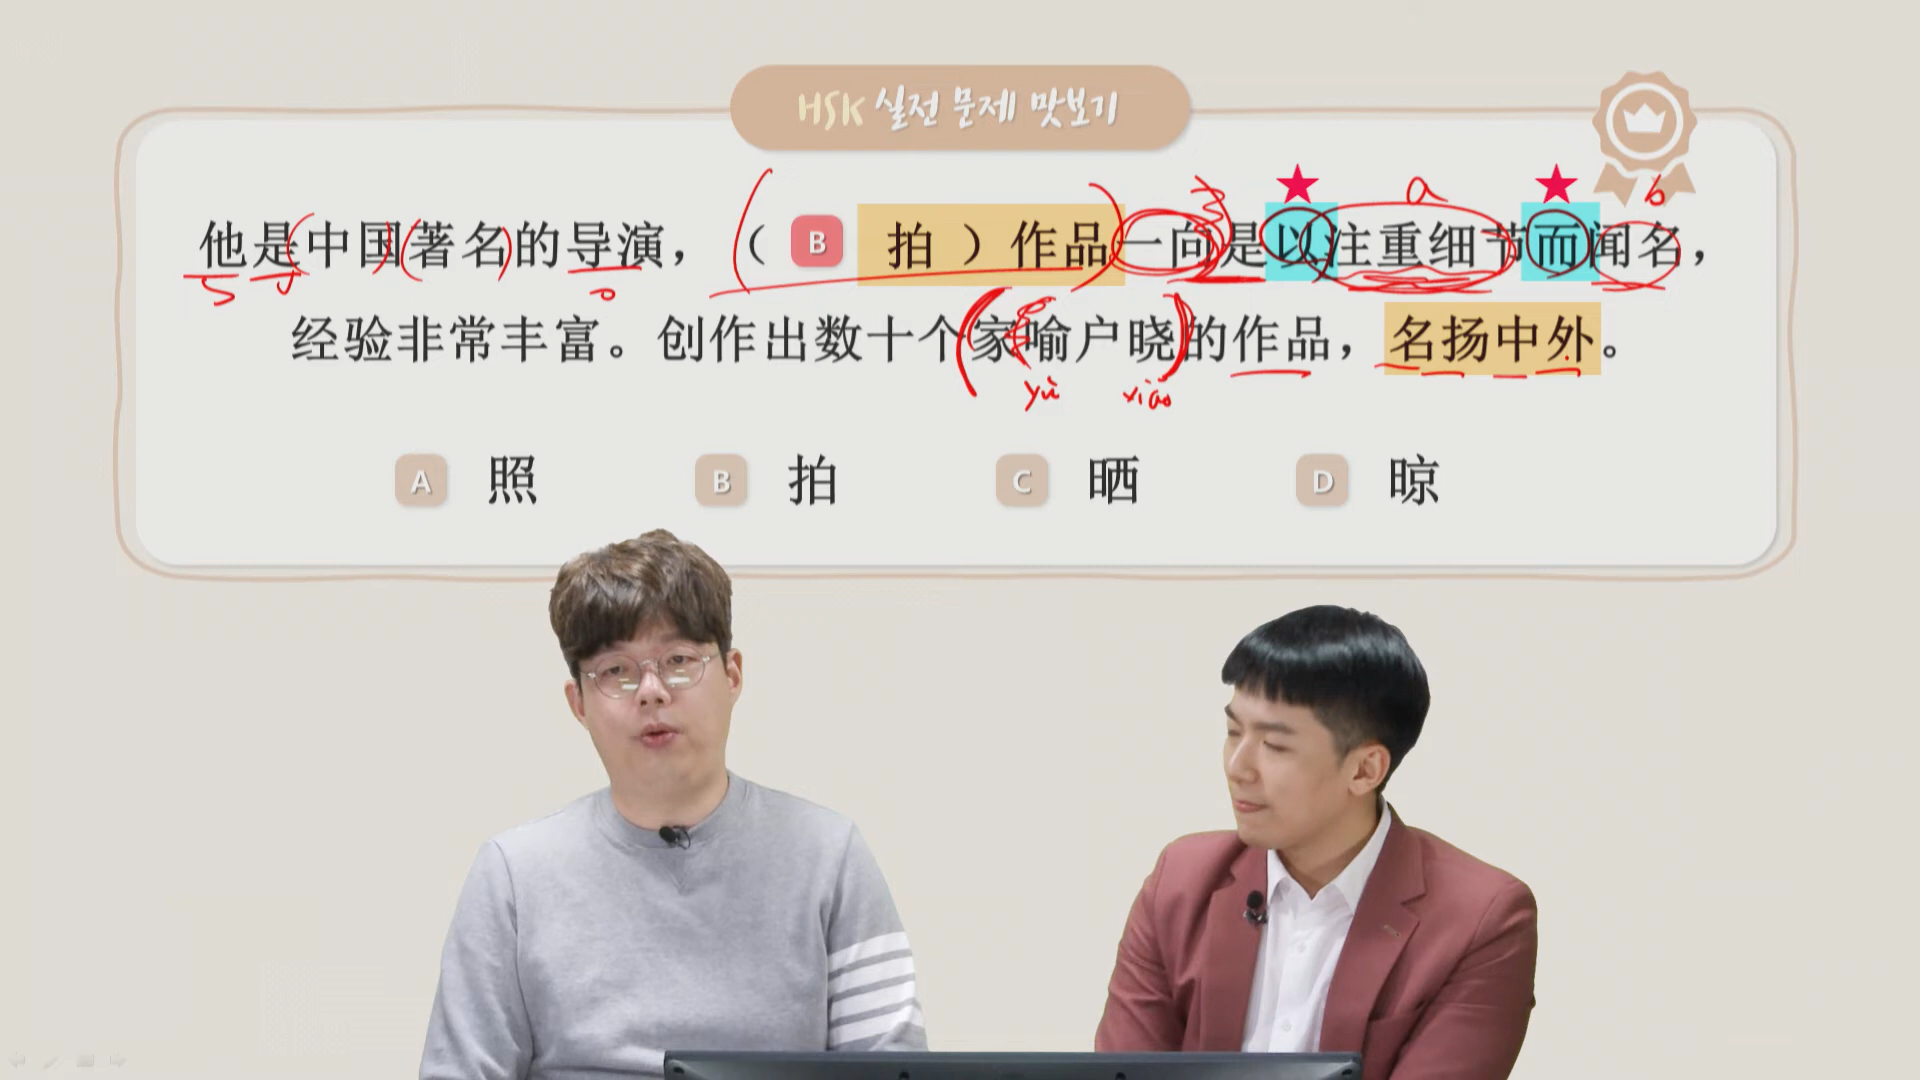 HSK 실전 문제 맛보기
a b
他是中国著名的导演，（ B 拍 ）作品一向是以注重细节而闻名，
S v o
经验非常丰富。创作出数十个家喻户晓的作品，名扬中外。
yù xiǎo
A 照 B 拍 C 晒 D 晾